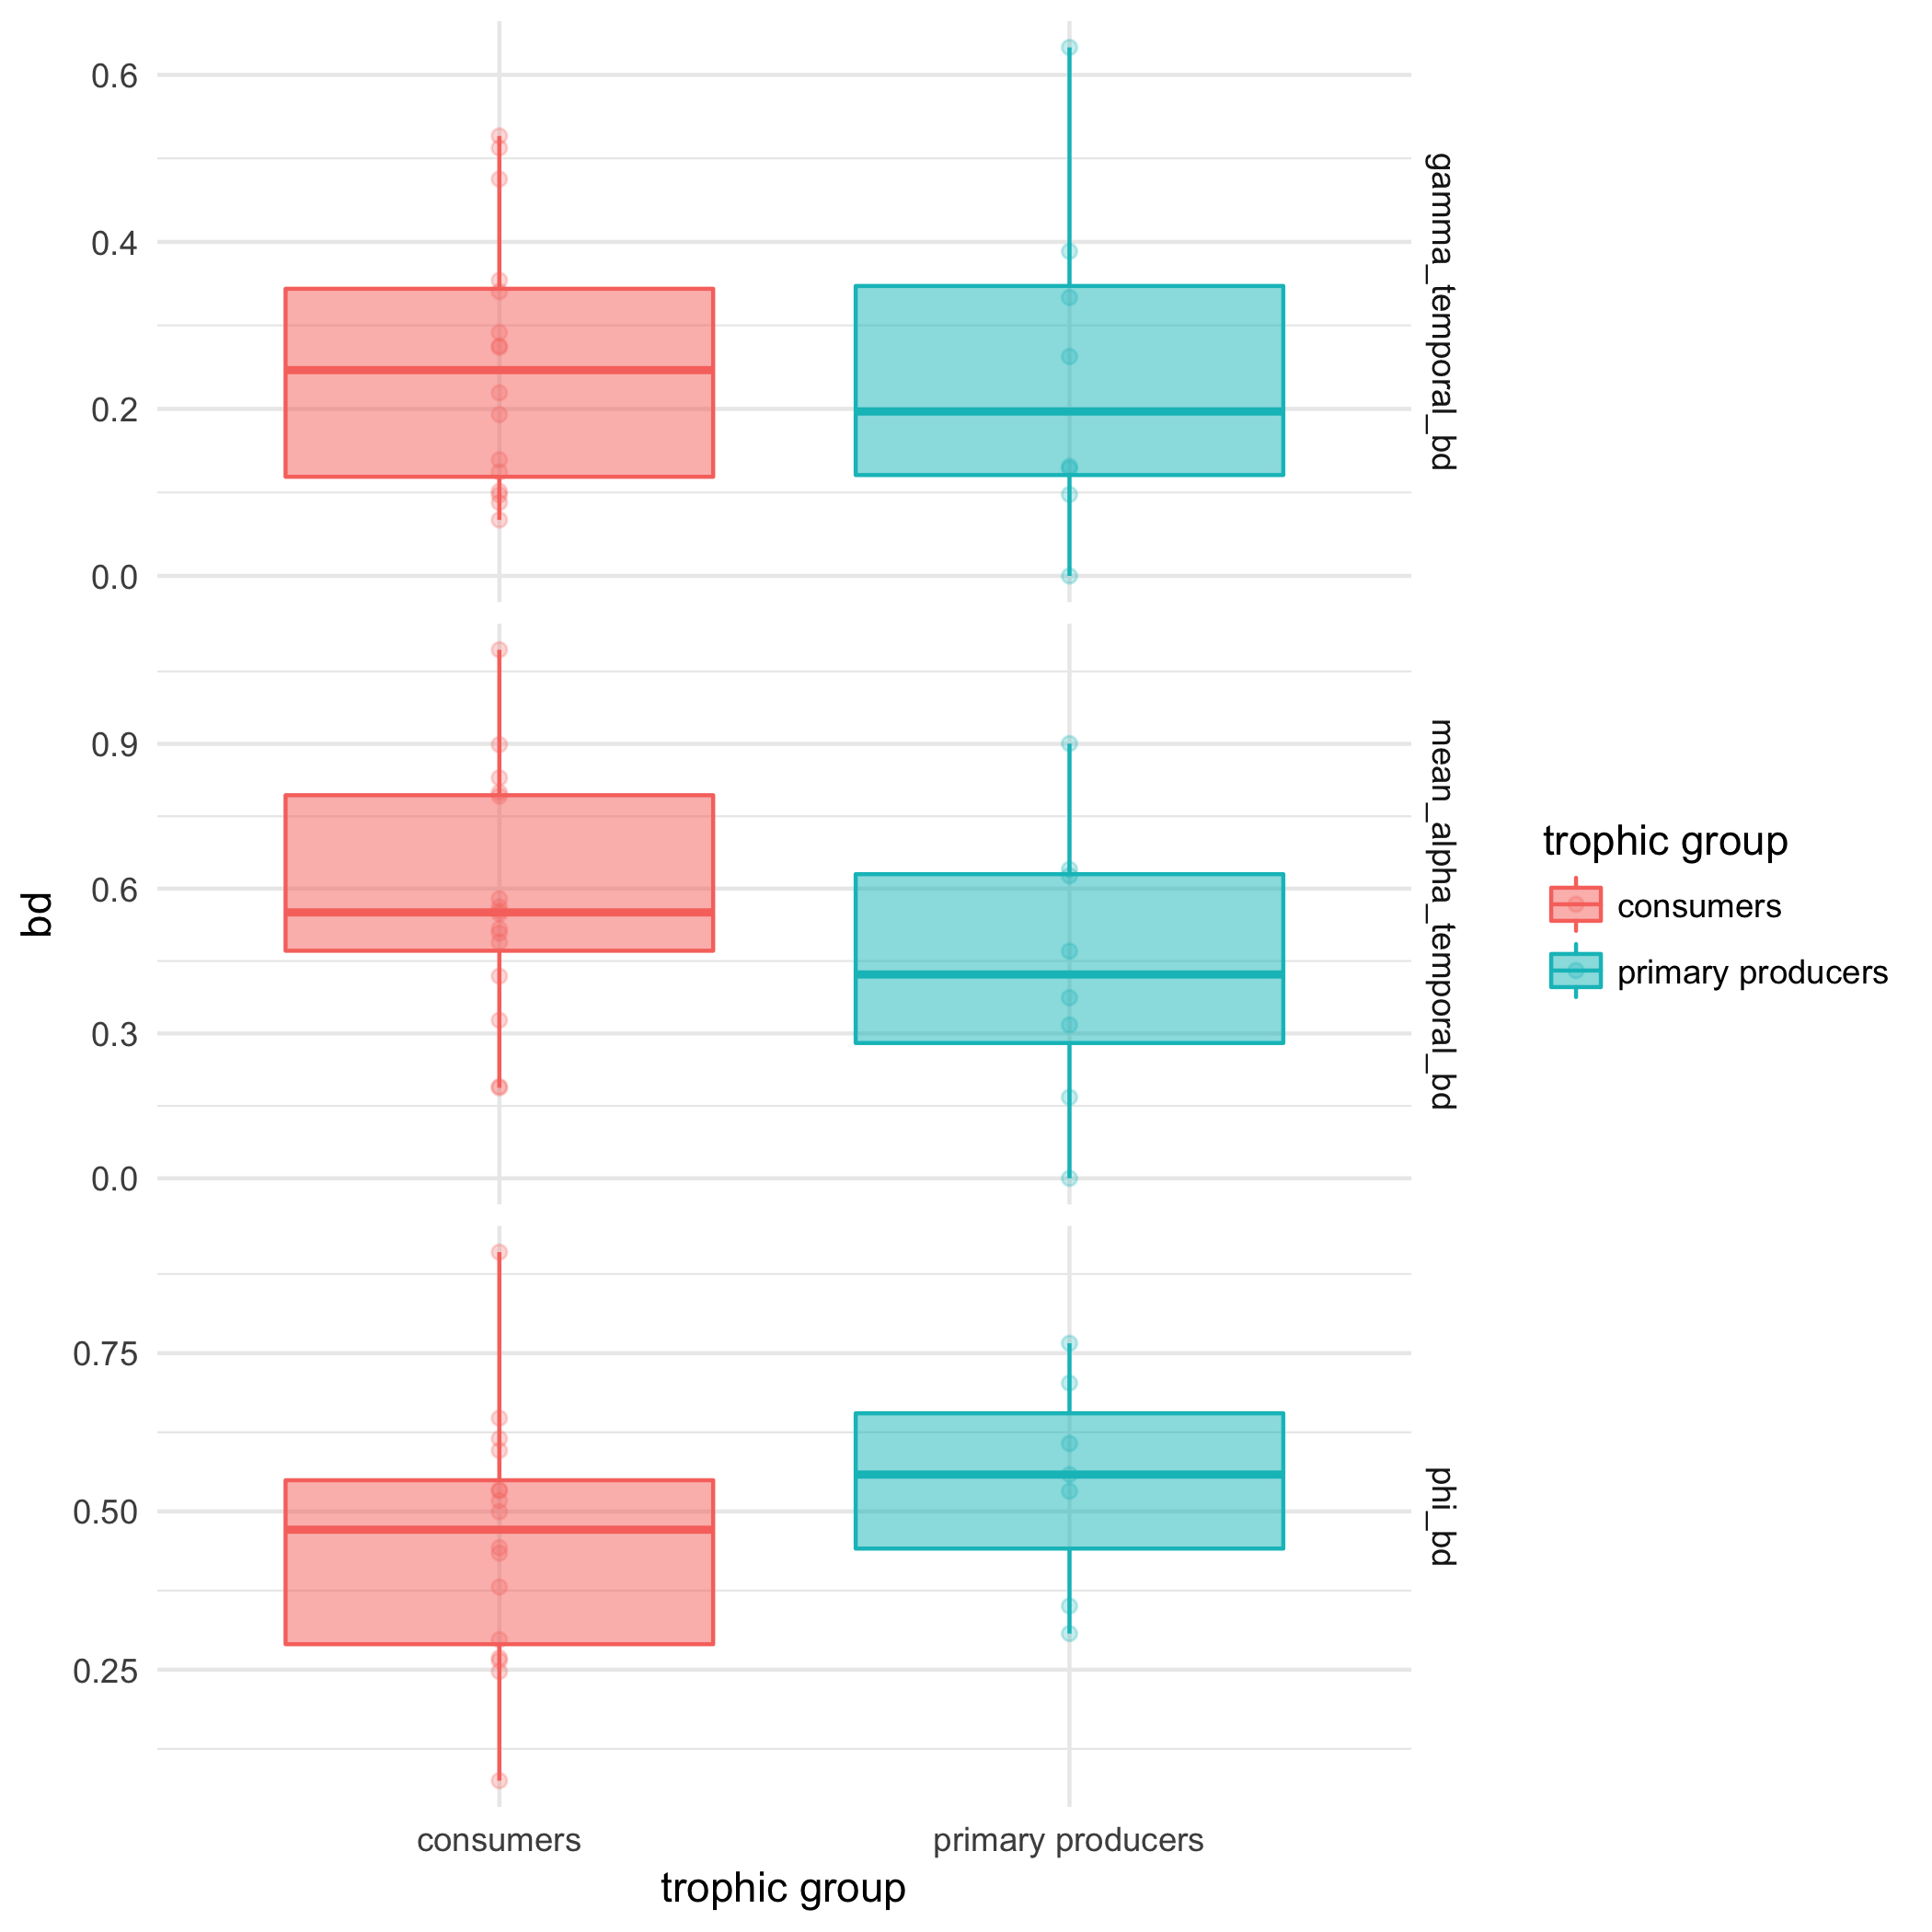 bd
0.6
0.4
0.2
0.0
gamma_temporal_bd
0.9
0.6
0.3
0.0
mean_alpha_temporal_bd
0.75
0.50
0.25
phi_bd
consumers
primary producers
trophic group
trophic group
consumers
primary producers